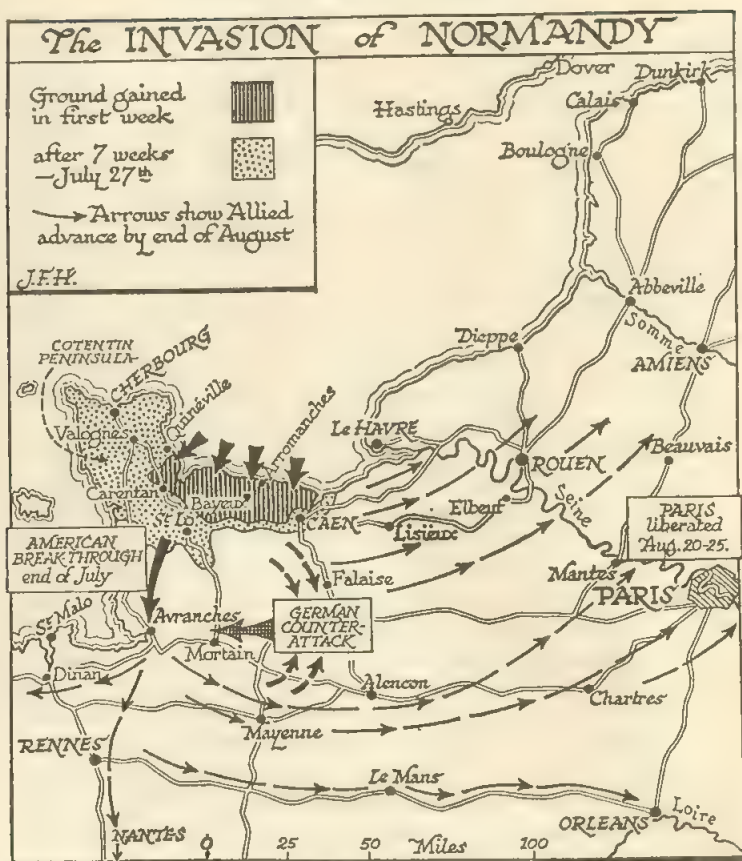 The INVASION of NORMANDY
Ground gained
in first week
after 7 weeks
—July 27th
Arrows show Allied
advance by end of August
J.F.H.
Dover
Dunkirk
Calais
Hastings
Boulogne
Abbeville
Somme
AMIENS
Dieppe
COTENTIN
PENINSULA
CHERBOURG
Quinéville
Valognes
Arromanches
Le HAVRE
ROUEN
Beauvais
Carentan
Bayeux
St Lo
CAEN
Elbeuf
Lisieux
Seine
PARIS
liberated
Aug. 20-25.
AMERICAN
BREAK-THROUGH
end of July
Falaise
Mantes
PARIS
St Malo
Avranches
GERMAN
COUNTER-
ATTACK
Mortain
Dinan
Alencon
Chartres
Mayenne
RENNES
Le Mans
ORLEANS
Loire
NANTES
0 25 50 Miles 100